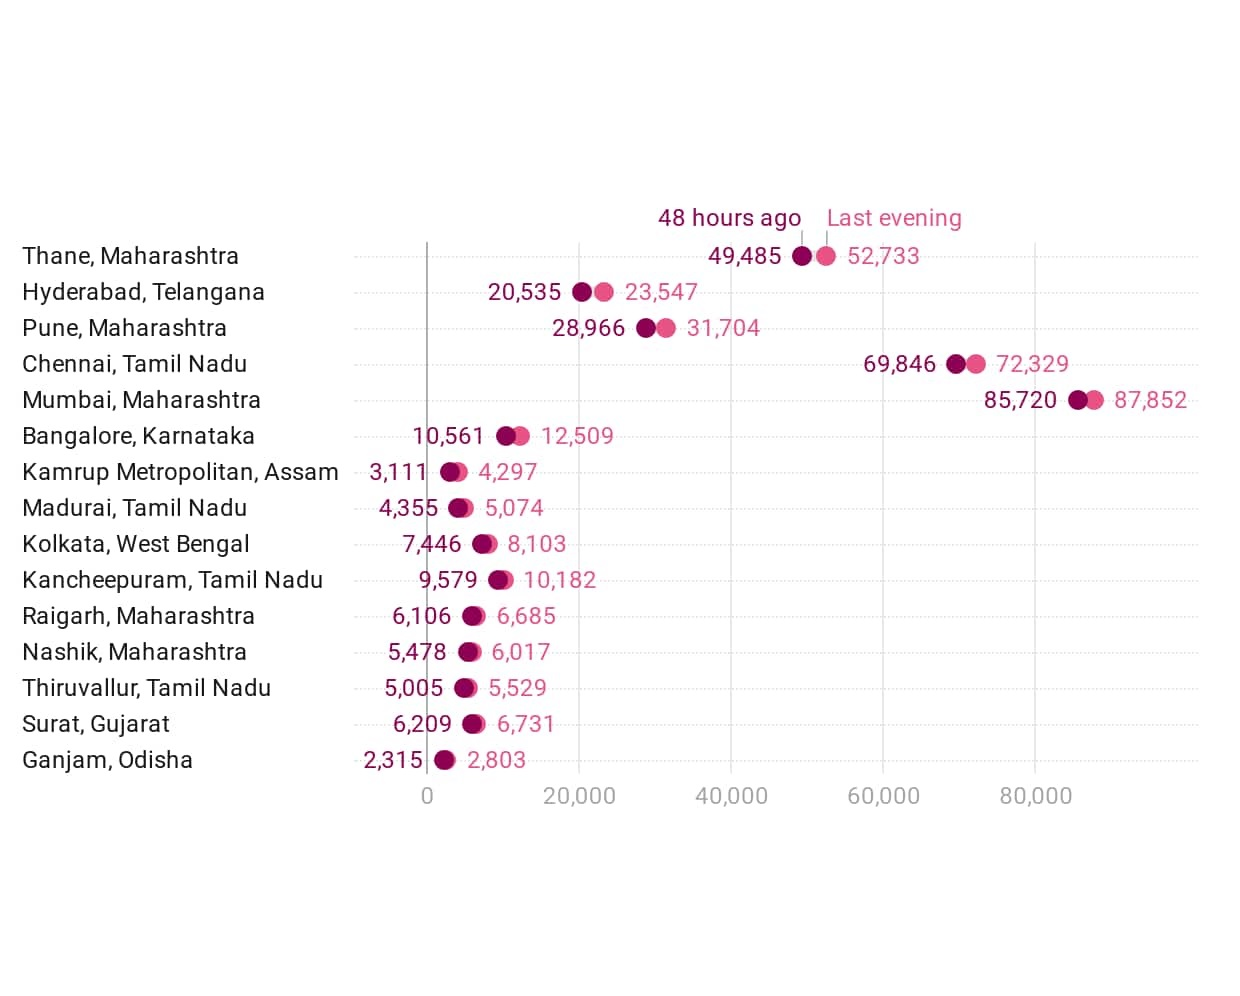 48 hours ago Last evening
Thane, Maharashtra 49,485 52,733
Hyderabad, Telangana 20,535 23,547
Pune, Maharashtra 28,966 31,704
Chennai, Tamil Nadu 69,846 72,329
Mumbai, Maharashtra 85,720 87,852
Bangalore, Karnataka 10,561 12,509
Kamrup Metropolitan, Assam 3,111 4,297
Madurai, Tamil Nadu 4,355 5,074
Kolkata, West Bengal 7,446 8,103
Kancheepuram, Tamil Nadu 9,579 10,182
Raigarh, Maharashtra 6,106 6,685
Nashik, Maharashtra 5,478 6,017
Thiruvallur, Tamil Nadu 5,005 5,529
Surat, Gujarat 6,209 6,731
Ganjam, Odisha 2,315 2,803
0 20,000 40,000 60,000 80,000